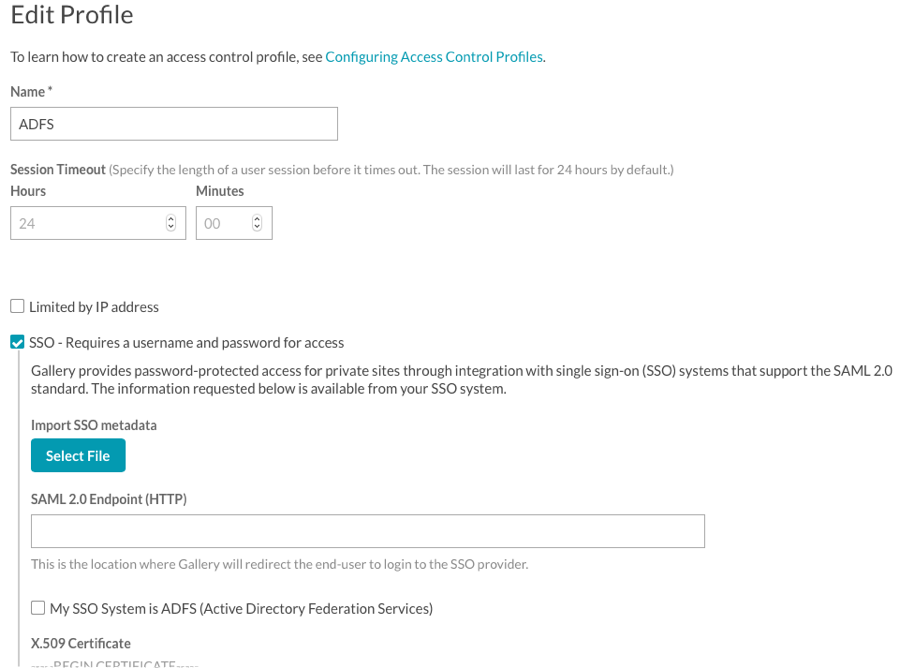 Edit Profile
To learn how to create an access control profile, see Configuring Access Control Profiles.
Name *
ADFS
Session Timeout (Specify the length of a user session before it times out. The session will last for 24 hours by default.)
Hours Minutes
24 00
Limited by IP address
SSO - Requires a username and password for access
Gallery provides password-protected access for private sites through integration with single sign-on (SSO) systems that support the SAML 2.0
standard. The information requested below is available from your SSO system.
Import SSO metadata
Select File
SAML 2.0 Endpoint (HTTP)
This is the location where Gallery will redirect the end-user to login to the SSO provider.
My SSO System is ADFS (Active Directory Federation Services)
X.509 Certificate
-----BEGIN CERTIFICATE-----